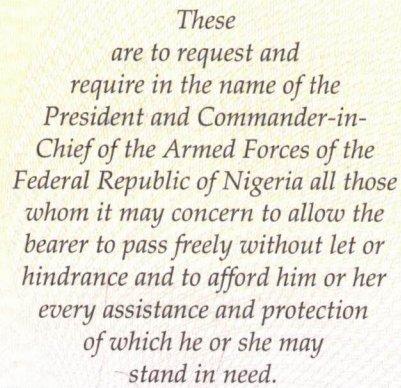 These
are to request and
require in the name of the
President and Commander-in-
Chief of the Armed Forces of the
Federal Republic of Nigeria all those
whom it may concern to allow the
bearer to pass freely without let or
hindrance and to afford him or her
every assistance and protection
of which he or she may
stand in need.